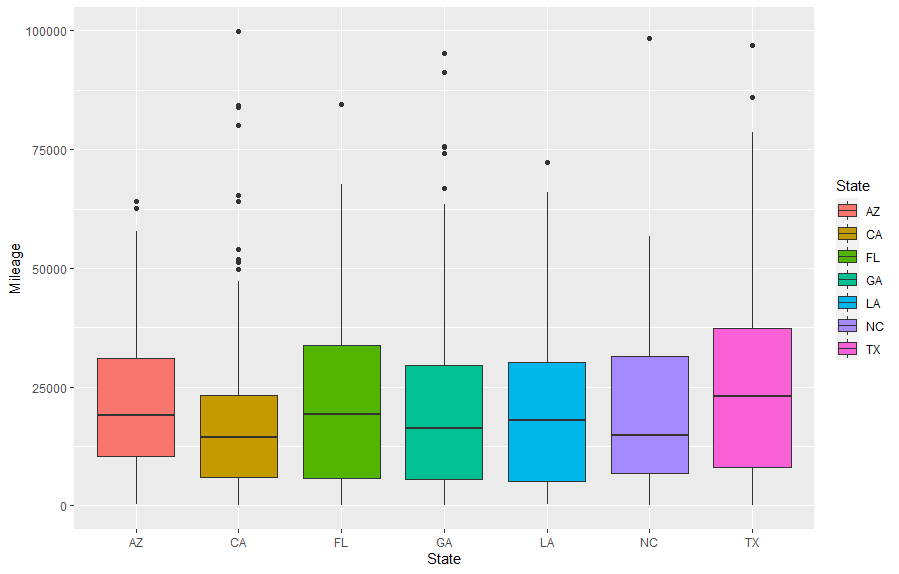 100000
75000
50000
25000
0
Mileage
AZ CA FL GA LA NC TX
State
State
AZ
CA
FL
GA
LA
NC
TX